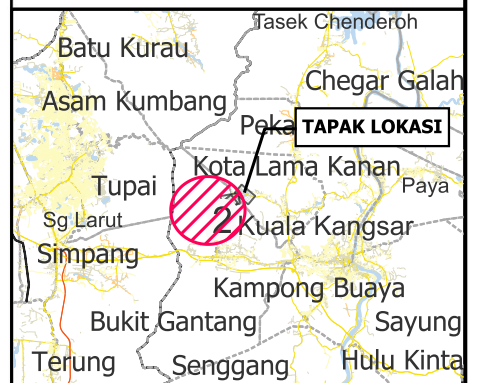 Tasek Chenderoh
Batu Kurau
Chegar Galah
Asam Kumbang
Peka
TAPAK LOKASI
Kota Lama Kanan
Tupai
Paya
Sg Larut
2
Kuala Kangsar
Simpang
Kampong Buaya
Bukit Gantang
Sayung
Terung
Senggang
Hulu Kinta